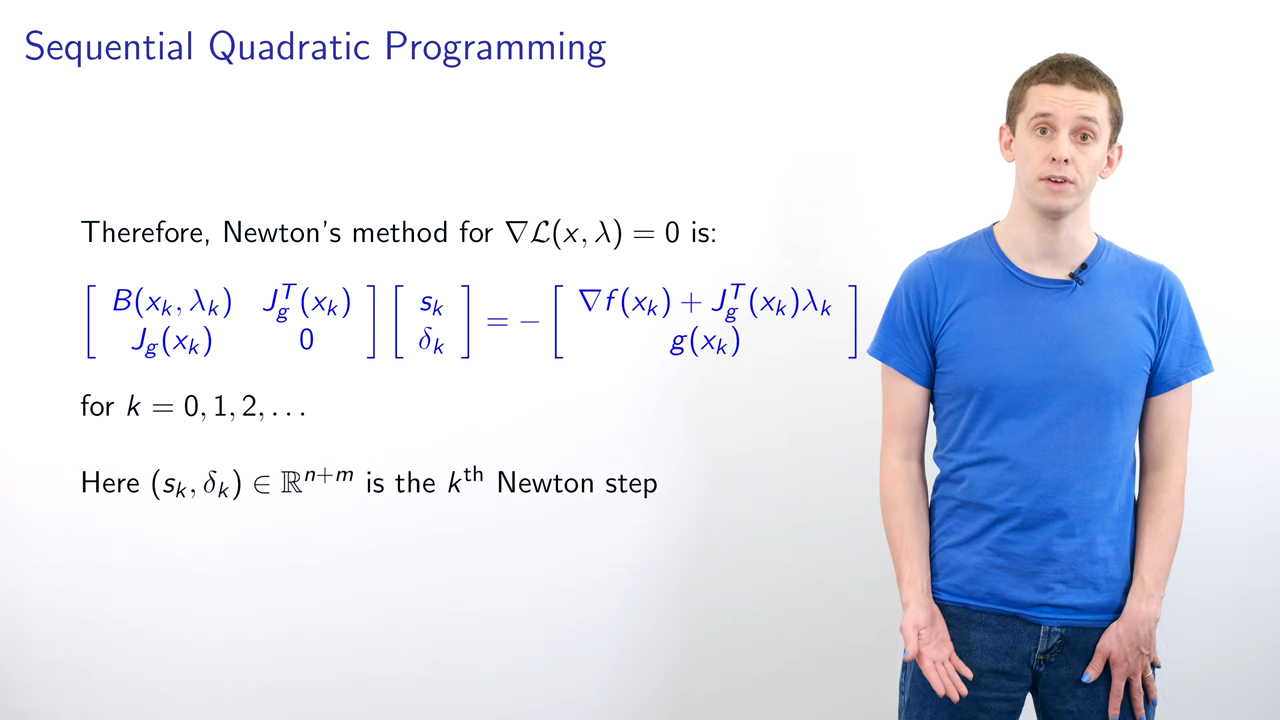 Sequential Quadratic Programming
Therefore, Newton's method for ∇ℒ(x, λ) = 0 is:
[ B(x_k, λ_k) J_g^T(x_k) ; J_g(x_k) 0 ] [ s_k ; δ_k ] = − [ ∇f(x_k) + J_g^T(x_k)λ_k ; g(x_k) ]
for k = 0, 1, 2, …
Here (s_k, δ_k) ∈ ℝ^{n+m} is the k^th Newton step